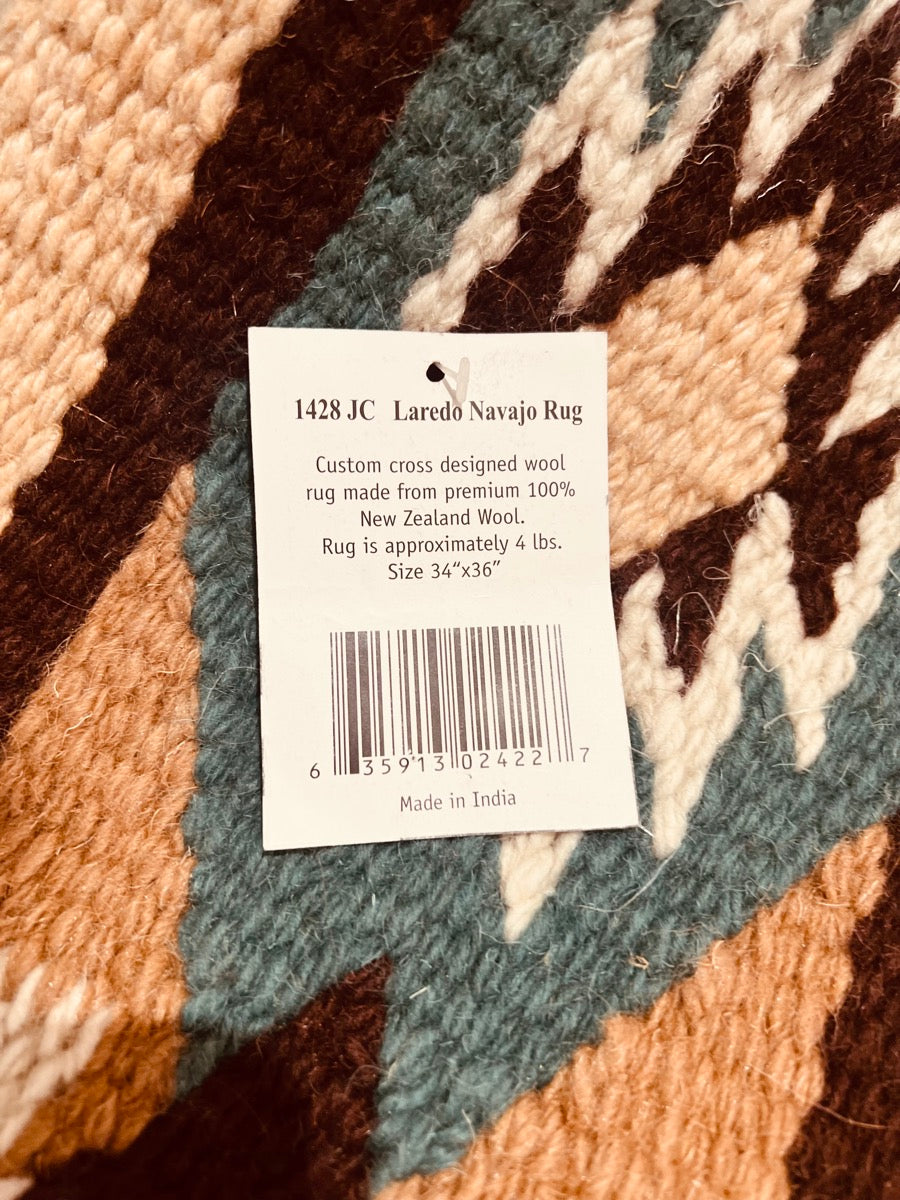 1428 JC Laredo Navajo Rug
Custom cross designed wool
rug made from premium 100%
New Zealand Wool.
Rug is approximately 4 lbs.
Size 34“x36”
6 35913 02422 7
Made in India